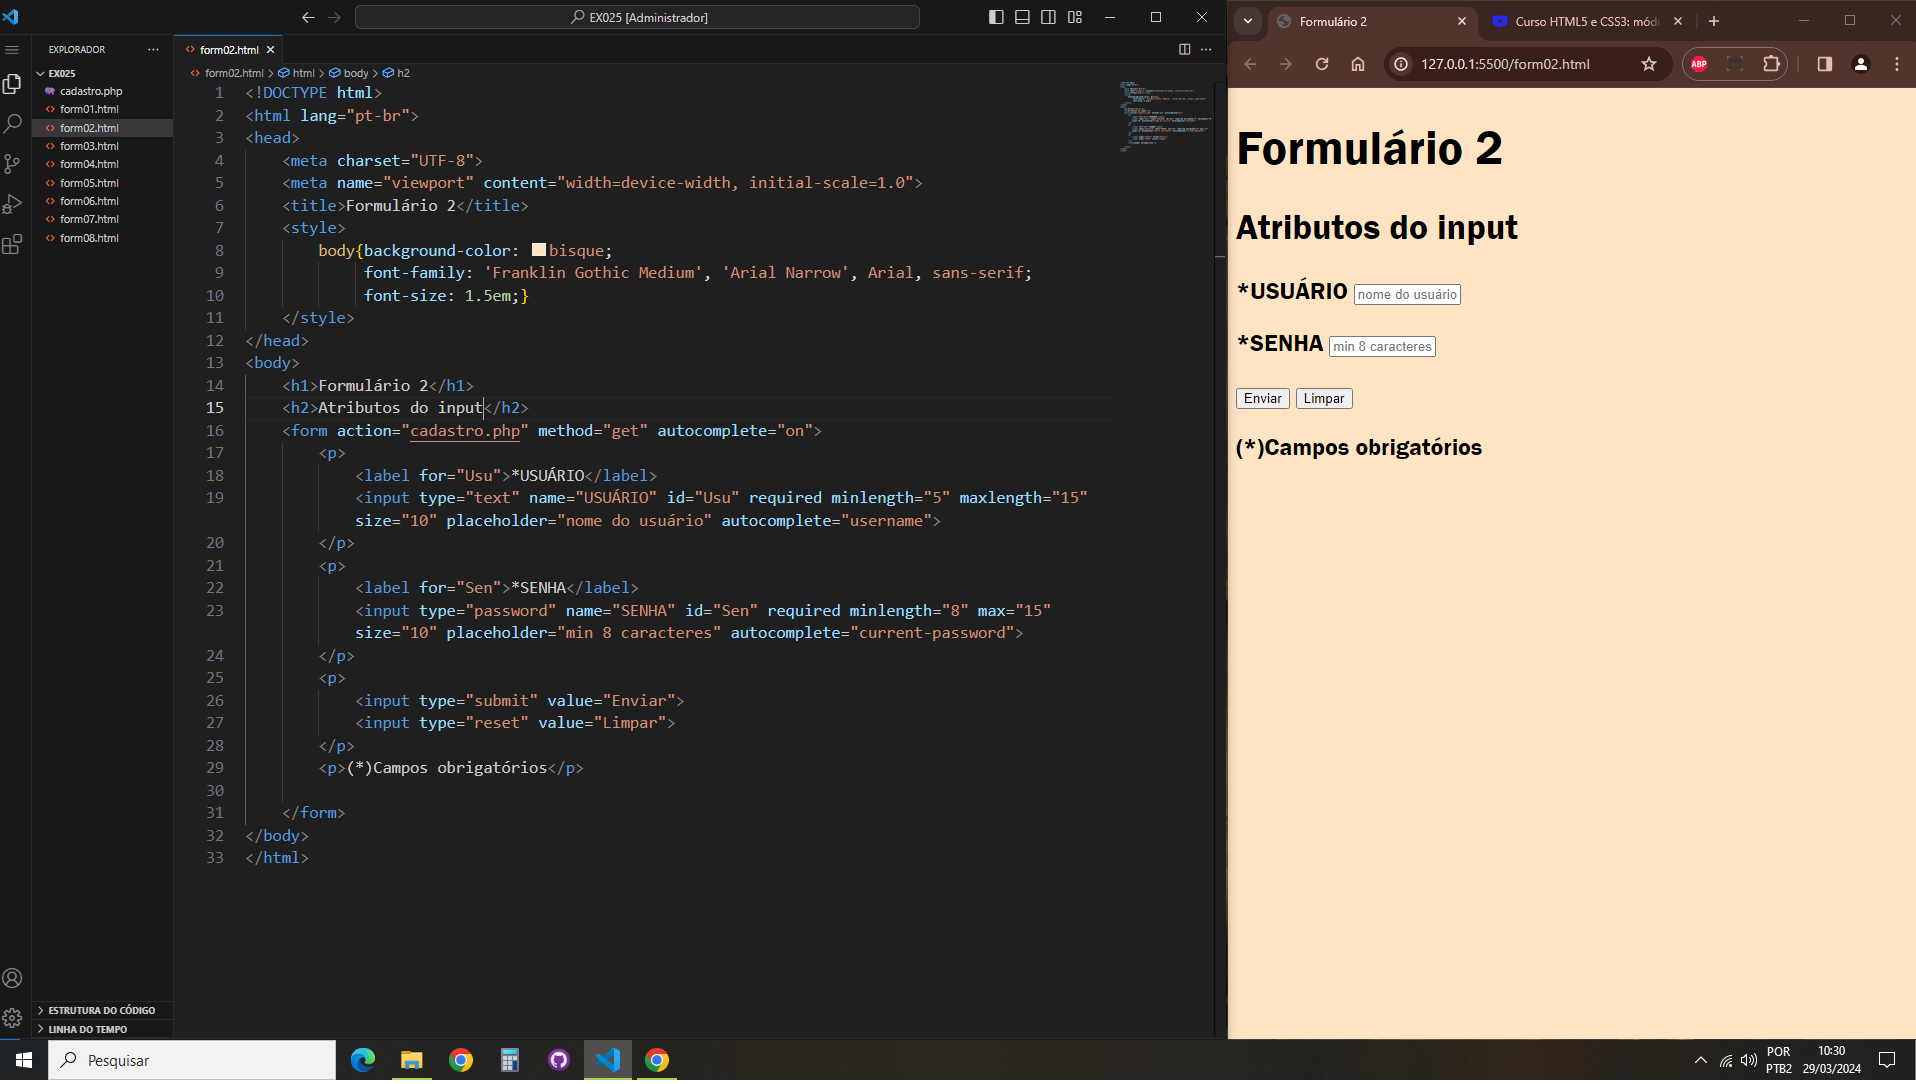 EX025 [Administrador]
EXPLORADOR
EX025
cadastro.php
form01.html
form02.html
form03.html
form04.html
form05.html
form06.html
form07.html
form08.html
ESTRUTURA DO CÓDIGO
LINHA DO TEMPO
form02.html
form02.html > html > body > h2
1 <!DOCTYPE html>
2 <html lang="pt-br">
3 <head>
4 <meta charset="UTF-8">
5 <meta name="viewport" content="width=device-width, initial-scale=1.0">
6 <title>Formulário 2</title>
7 <style>
8 body{background-color: bisque;
9 font-family: 'Franklin Gothic Medium', 'Arial Narrow', Arial, sans-serif;
10 font-size: 1.5em;}
11 </style>
12 </head>
13 <body>
14 <h1>Formulário 2</h1>
15 <h2>Atributos do input</h2>
16 <form action="cadastro.php" method="get" autocomplete="on">
17 <p>
18 <label for="Usu">*USUÁRIO</label>
19 <input type="text" name="USUÁRIO" id="Usu" required minlength="5" maxlength="15"
size="10" placeholder="nome do usuário" autocomplete="username">
20 </p>
21 <p>
22 <label for="Sen">*SENHA</label>
23 <input type="password" name="SENHA" id="Sen" required minlength="8" max="15"
size="10" placeholder="min 8 caracteres" autocomplete="current-password">
24 </p>
25 <p>
26 <input type="submit" value="Enviar">
27 <input type="reset" value="Limpar">
28 </p>
29 <p>(*)Campos obrigatórios</p>
30
31 </form>
32 </body>
33 </html>
Formulário 2
Curso HTML5 e CSS3: mód
127.0.0.1:5500/form02.html
ABP
Formulário 2
Atributos do input
*USUÁRIO nome do usuário
*SENHA min 8 caracteres
Enviar Limpar
(*)Campos obrigatórios
Pesquisar
POR
PTB2
10:30
29/03/2024